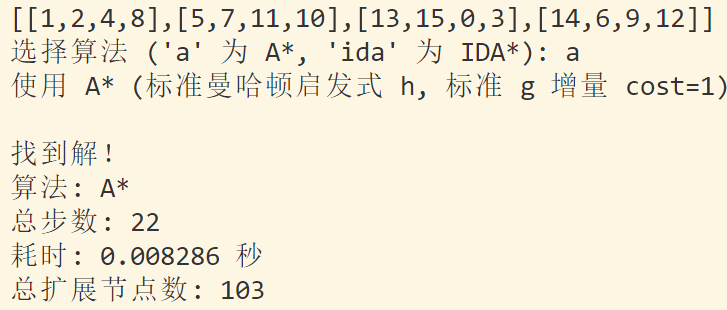 [[1,2,4,8],[5,7,11,10],[13,15,0,3],[14,6,9,12]]
选择算法 ('a' 为 A*, 'ida' 为 IDA*): a
使用 A* (标准曼哈顿启发式 h, 标准 g 增量 cost=1)
找到解!
算法: A*
总步数: 22
耗时: 0.008286 秒
总扩展节点数: 103